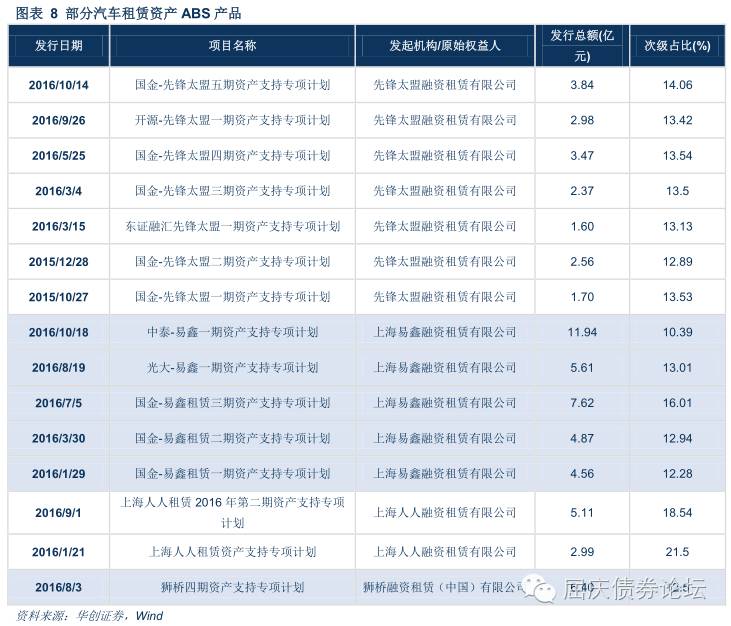 图表 8 部分汽车租赁资产 ABS 产品
发行日期 项目名称 发起机构/原始权益人 发行总额(亿元) 次级占比(%)
2016/10/14 国金-先锋太盟五期资产支持专项计划 先锋太盟融资租赁有限公司 3.84 14.06
2016/9/26 开源-先锋太盟一期资产支持专项计划 先锋太盟融资租赁有限公司 2.98 13.42
2016/5/25 国金-先锋太盟四期资产支持专项计划 先锋太盟融资租赁有限公司 3.47 13.54
2016/3/4 国金-先锋太盟三期资产支持专项计划 先锋太盟融资租赁有限公司 2.37 13.5
2016/3/15 东证融汇先锋太盟一期资产支持专项计划 先锋太盟融资租赁有限公司 1.60 13.13
2015/12/28 国金-先锋太盟二期资产支持专项计划 先锋太盟融资租赁有限公司 2.56 12.89
2015/10/27 国金-先锋太盟一期资产支持专项计划 先锋太盟融资租赁有限公司 1.70 13.53
2016/10/18 中泰-易鑫一期资产支持专项计划 上海易鑫融资租赁有限公司 11.94 10.39
2016/8/19 光大-易鑫一期资产支持专项计划 上海易鑫融资租赁有限公司 5.61 13.01
2016/7/5 国金-易鑫租赁三期资产支持专项计划 上海易鑫融资租赁有限公司 7.62 16.01
2016/3/30 国金-易鑫租赁二期资产支持专项计划 上海易鑫融资租赁有限公司 4.87 12.94
2016/1/29 国金-易鑫租赁一期资产支持专项计划 上海易鑫融资租赁有限公司 4.56 12.28
2016/9/1 上海人人租赁 2016 年第二期资产支持专项计划 上海人人融资租赁有限公司 5.11 18.54
2016/1/21 上海人人租赁资产支持专项计划 上海人人融资租赁有限公司 2.99 21.5
2016/8/3 狮桥四期资产支持专项计划 狮桥融资租赁（中国）有限公司
屈庆债券论坛
资料来源：华创证券，Wind